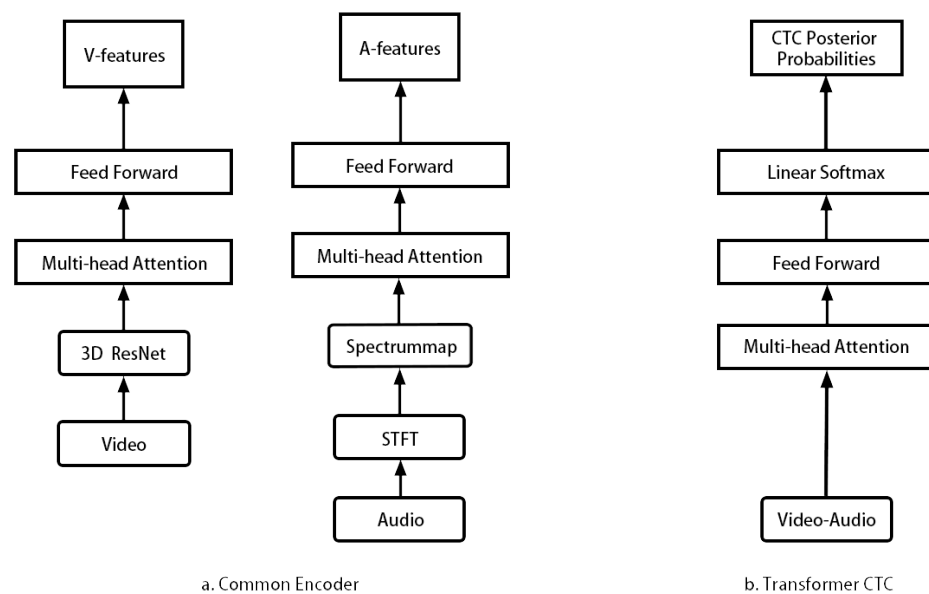 V-features
Feed Forward
Multi-head Attention
3D ResNet
Video
A-features
Feed Forward
Multi-head Attention
Spectrummap
STFT
Audio
a. Common Encoder
CTC Posterior
Probabilities
Linear Softmax
Feed Forward
Multi-head Attention
Video-Audio
b. Transformer CTC